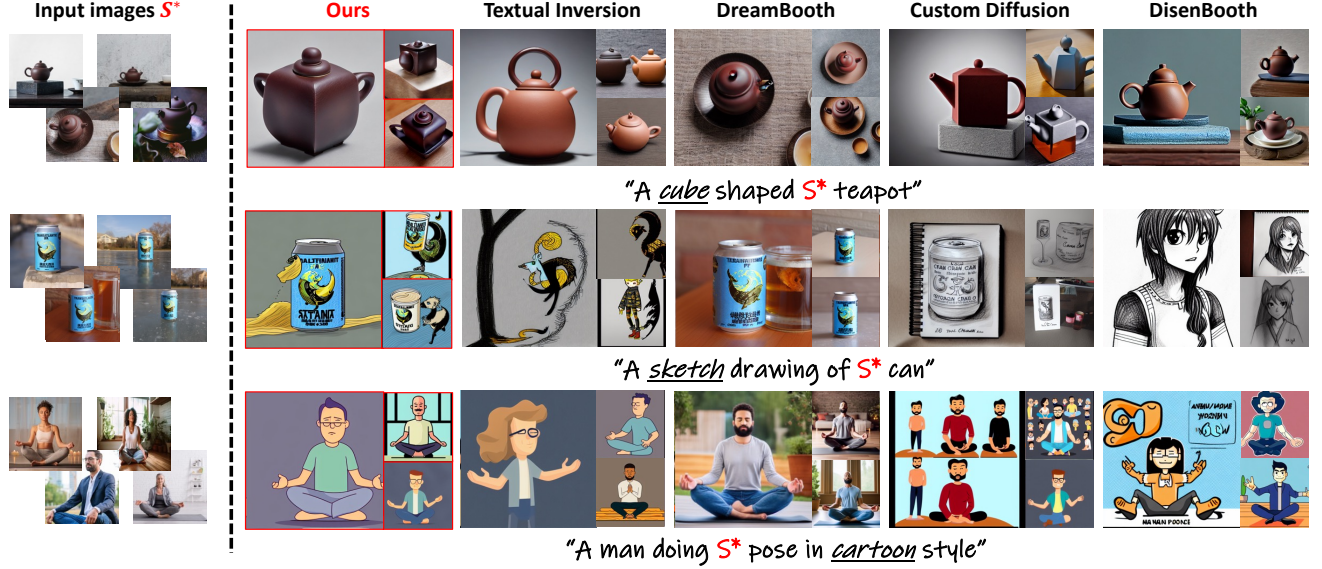 Input images S*
Ours
Textual Inversion
DreamBooth
Custom Diffusion
DisenBooth
"A cube shaped S* teapot"
"A sketch drawing of S* can"
"A man doing S* pose in cartoon style"